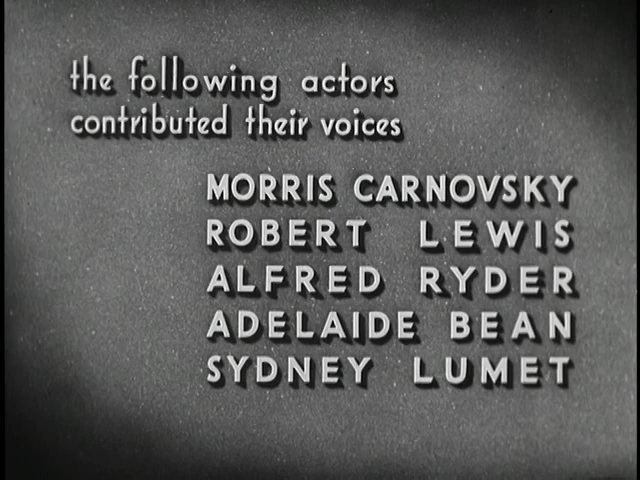 the following actors
contributed their voices
MORRIS CARNOVSKY
ROBERT LEWIS
ALFRED RYDER
ADELAIDE BEAN
SYDNEY LUMET